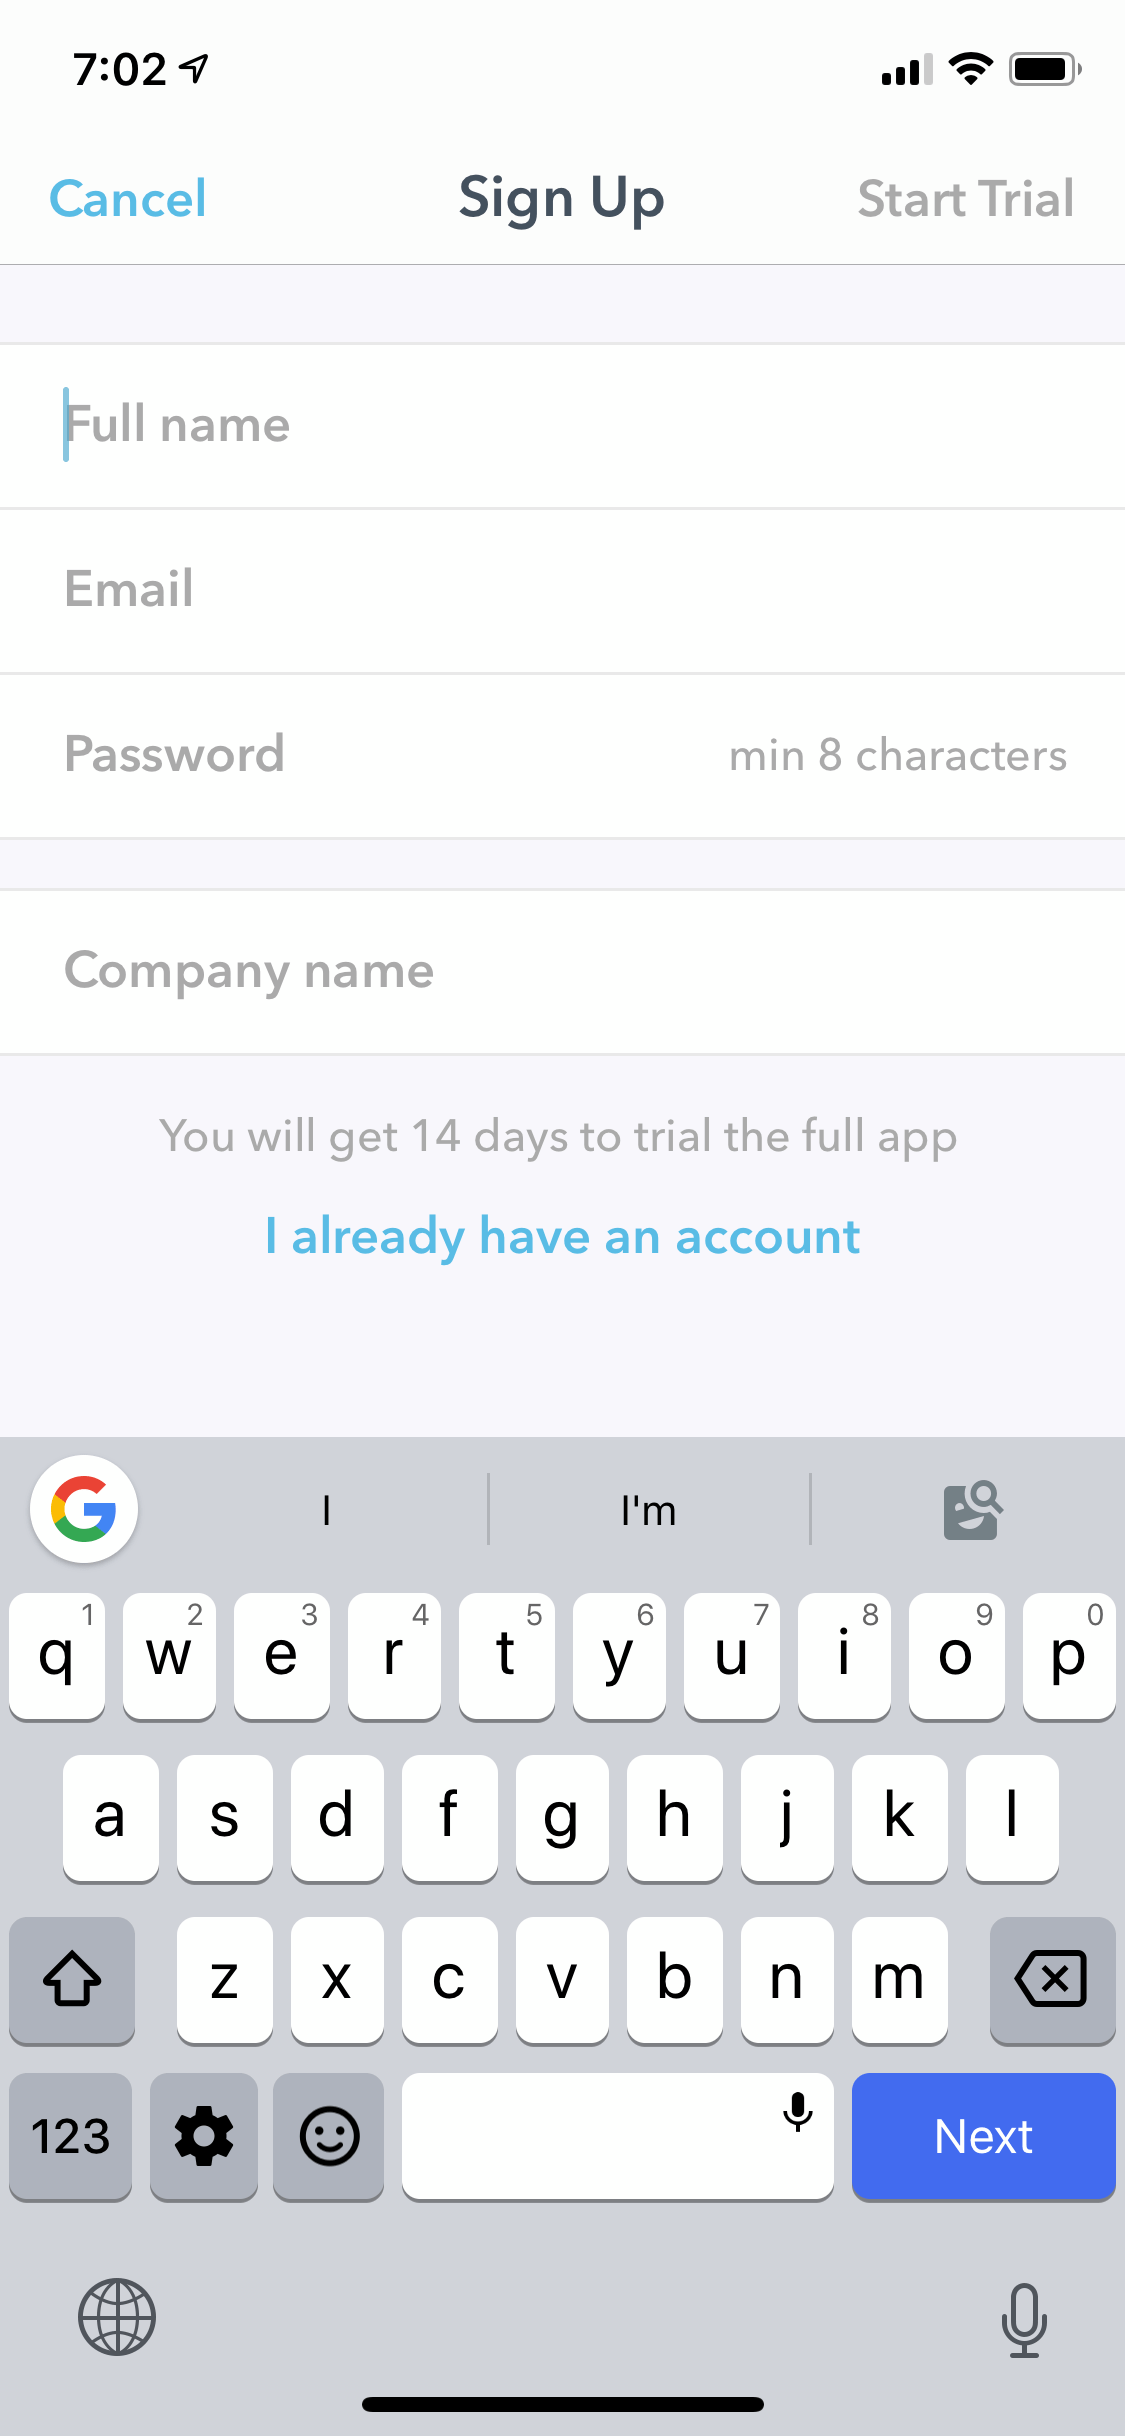 7:02
Cancel Sign Up Start Trial
Full name
Email
Password min 8 characters
Company name
You will get 14 days to trial the full app
I already have an account
G I I'm
1 2 3 4 5 6 7 8 9 0
q w e r t y u i o p
a s d f g h j k l
z x c v b n m
123 Next